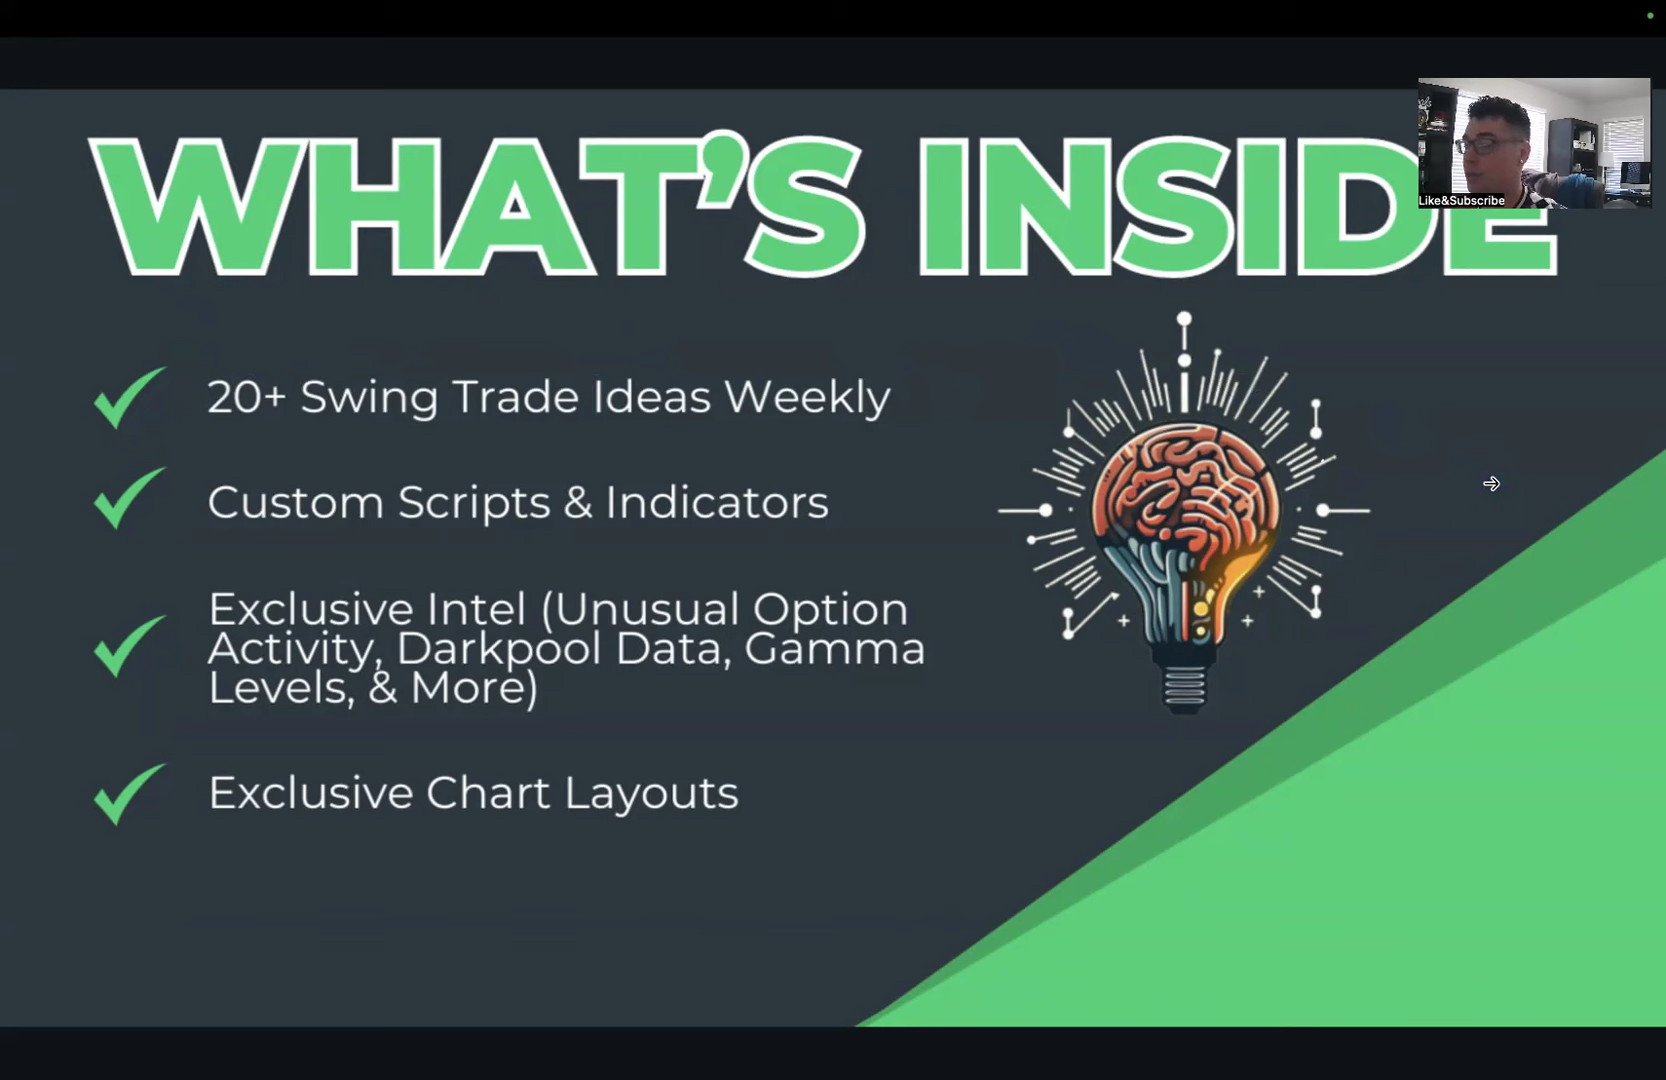 WHAT'S INSIDE
Like&Subscribe
20+ Swing Trade Ideas Weekly
Custom Scripts & Indicators
Exclusive Intel (Unusual Option
Activity, Darkpool Data, Gamma
Levels, & More)
Exclusive Chart Layouts